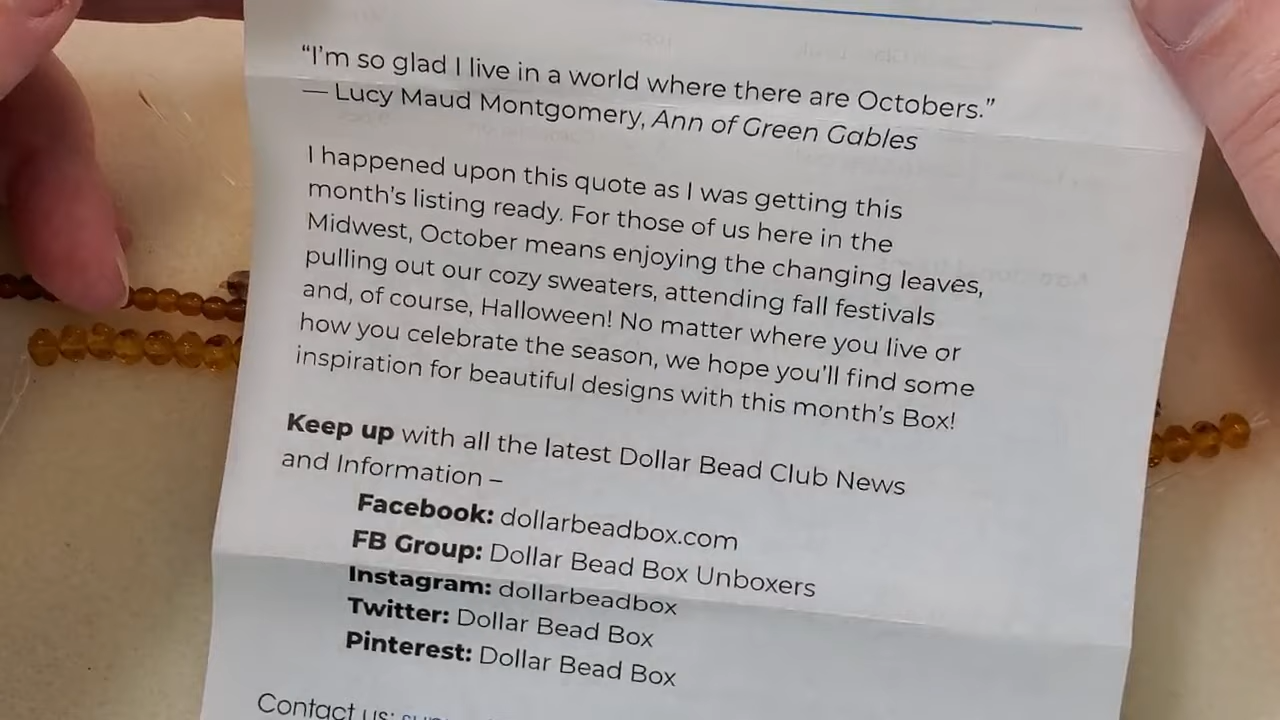 “I’m so glad I live in a world where there are Octobers.”
— Lucy Maud Montgomery, Ann of Green Gables
I happened upon this quote as I was getting this
month’s listing ready. For those of us here in the
Midwest, October means enjoying the changing leaves,
pulling out our cozy sweaters, attending fall festivals
and, of course, Halloween! No matter where you live or
how you celebrate the season, we hope you’ll find some
inspiration for beautiful designs with this month’s Box!
Keep up with all the latest Dollar Bead Club News
and Information –
Facebook: dollarbeadbox.com
FB Group: Dollar Bead Box Unboxers
Instagram: dollarbeadbox
Twitter: Dollar Bead Box
Pinterest: Dollar Bead Box
Contact us: